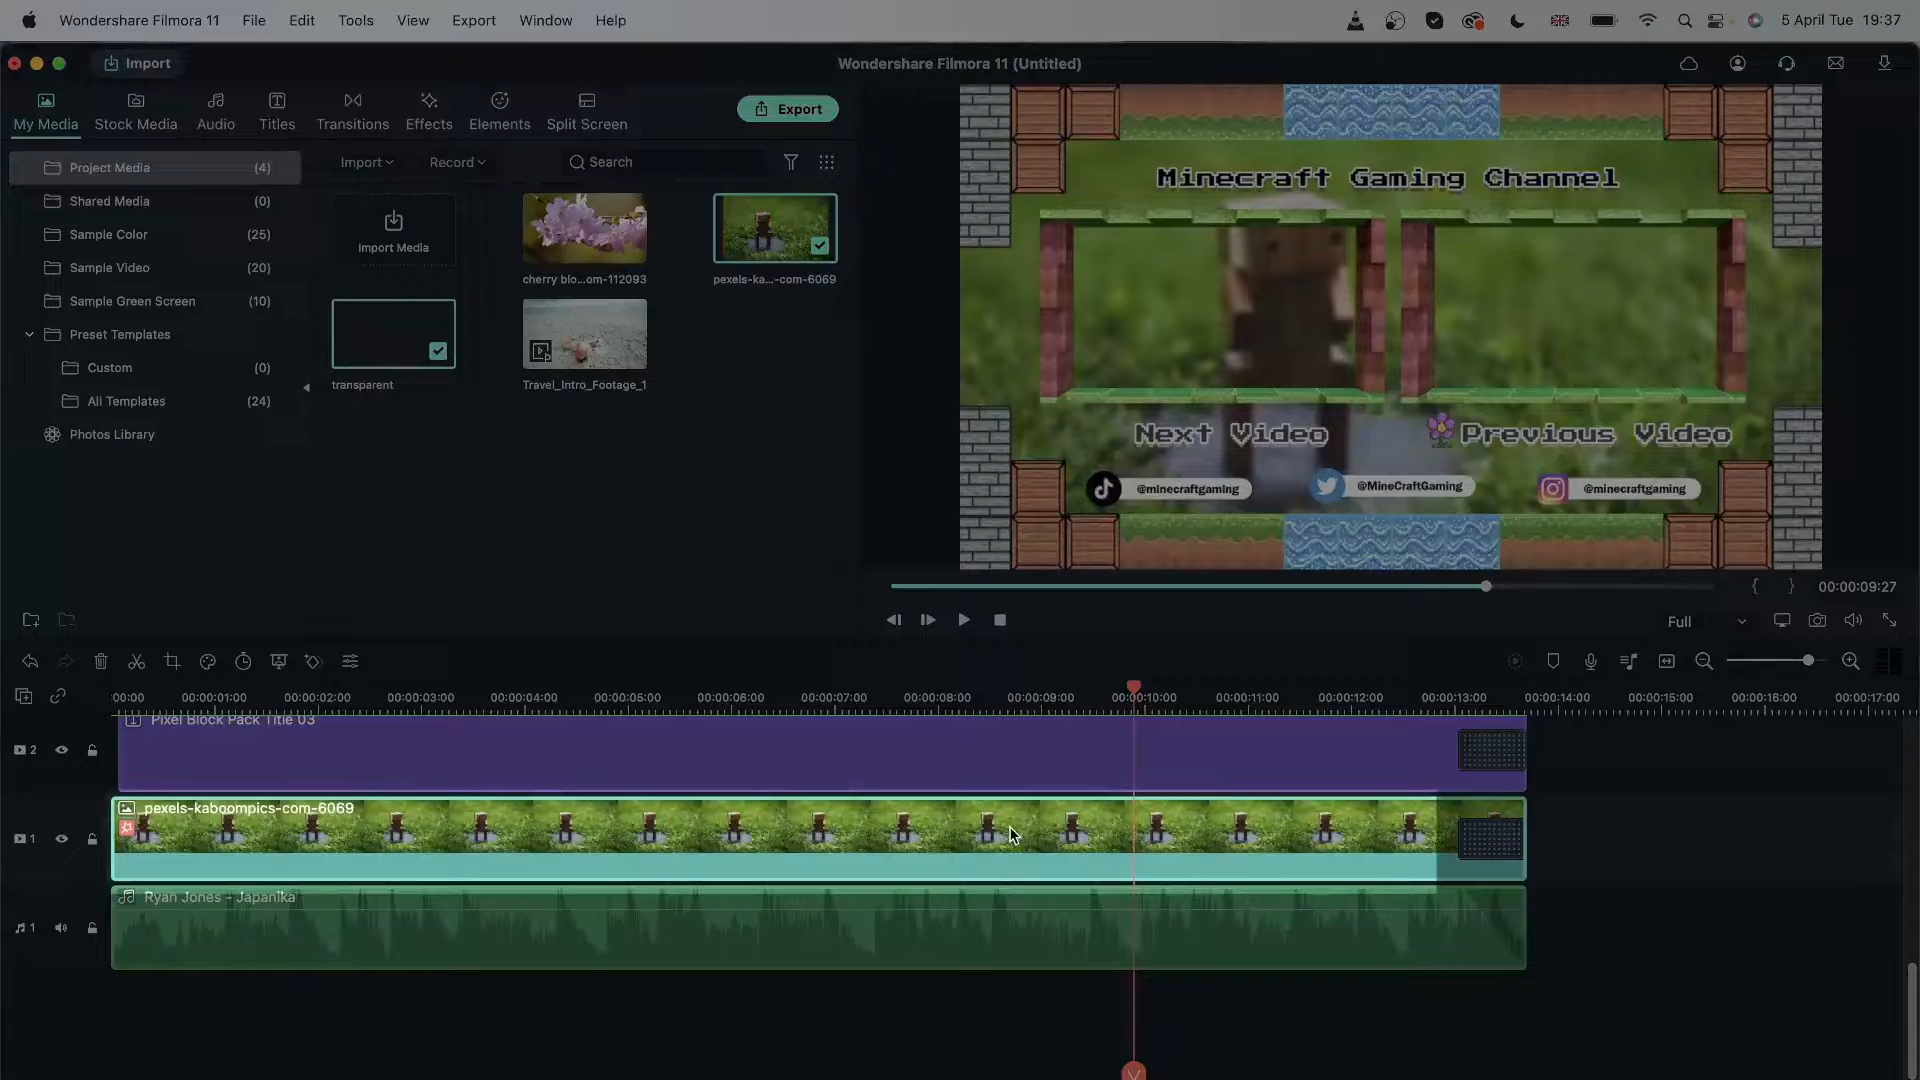 Wondershare Filmora 11 File Edit Tools View Export Window Help 5 April Tue 19:37
Import Wondershare Filmora 11 (Untitled)
My Media Stock Media Audio Titles Transitions Effects Elements Split Screen Export
Project Media (4) Import Record Search
Shared Media (0)
Sample Color (25)
Sample Video (20)
Sample Green Screen (10)
Preset Templates
Custom (0)
All Templates (24)
Photos Library
Import Media
cherry blo...om-112093
pexels-ka...-com-6069
transparent
Travel_Intro_Footage_1
Minecraft Gaming Channel
Next Video
Previous Video
@minecraftgaming
@MineCraftGaming
@minecraftgaming
{ } 00:00:09:27
Full
:00:00 00:00:01:00 00:00:02:00 00:00:03:00 00:00:04:00 00:00:05:00 00:00:06:00 00:00:07:00 00:00:08:00 00:00:09:00 00:00:10:00 00:00:11:00 00:00:12:00 00:00:13:00 00:00:14:00 00:00:15:00 00:00:16:00 00:00:17:00
Pixel Block Pack Title 03
2
pexels-kaboompics-com-6069
1
Ryan Jones - Japanika
1